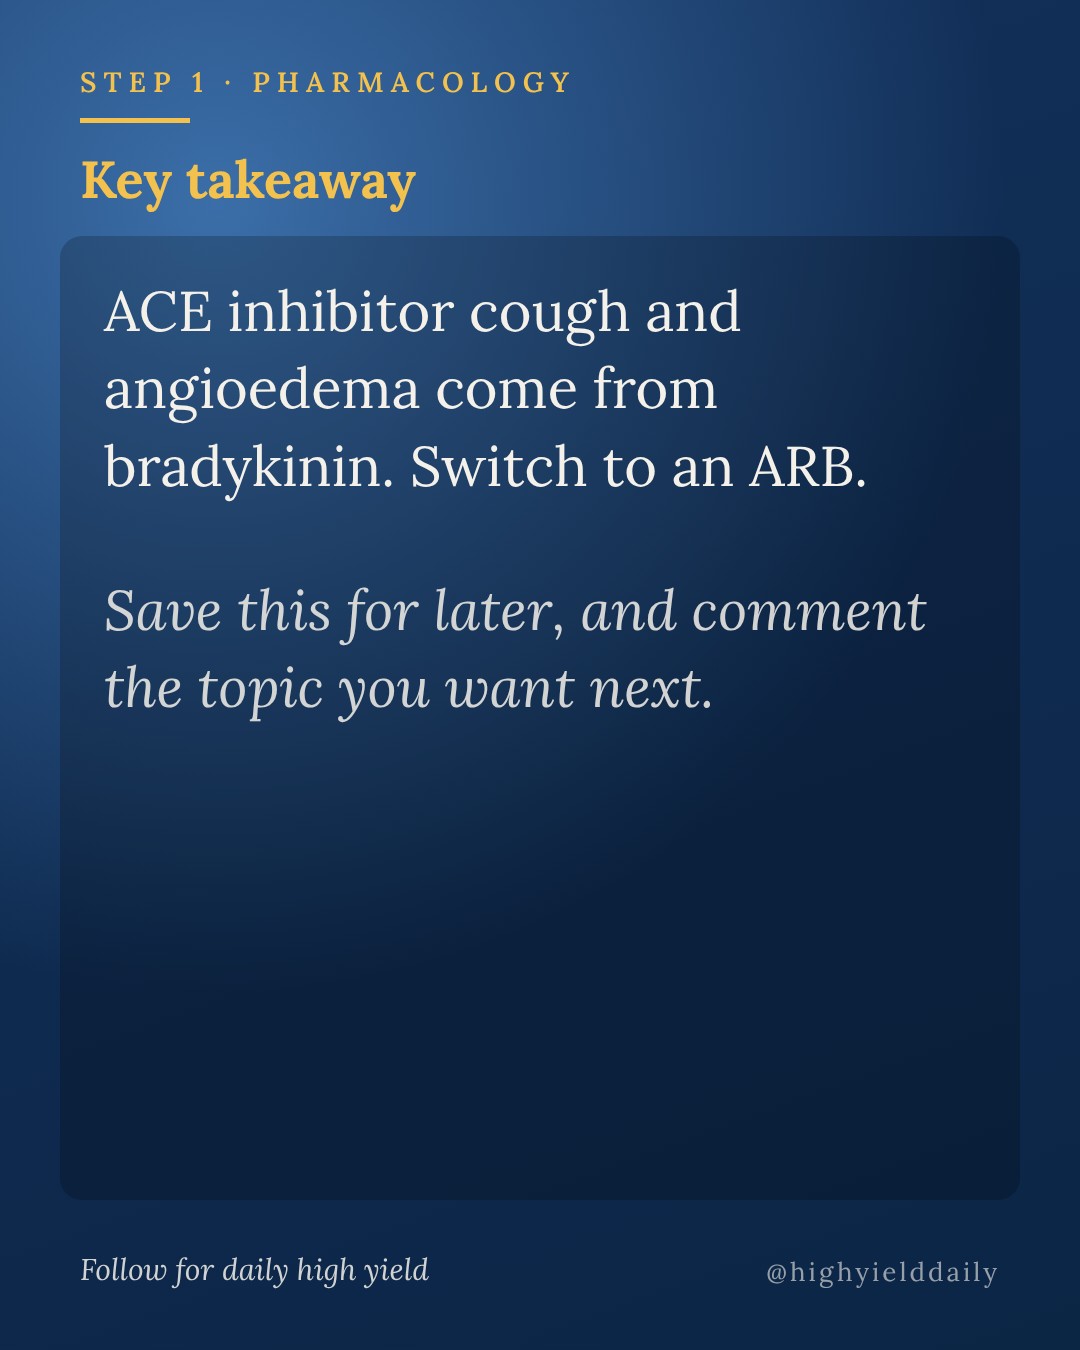 STEP 1 · PHARMACOLOGY
Key takeaway
ACE inhibitor cough and
angioedema come from
bradykinin. Switch to an ARB.
Save this for later, and comment
the topic you want next.
Follow for daily high yield
@highyielddaily